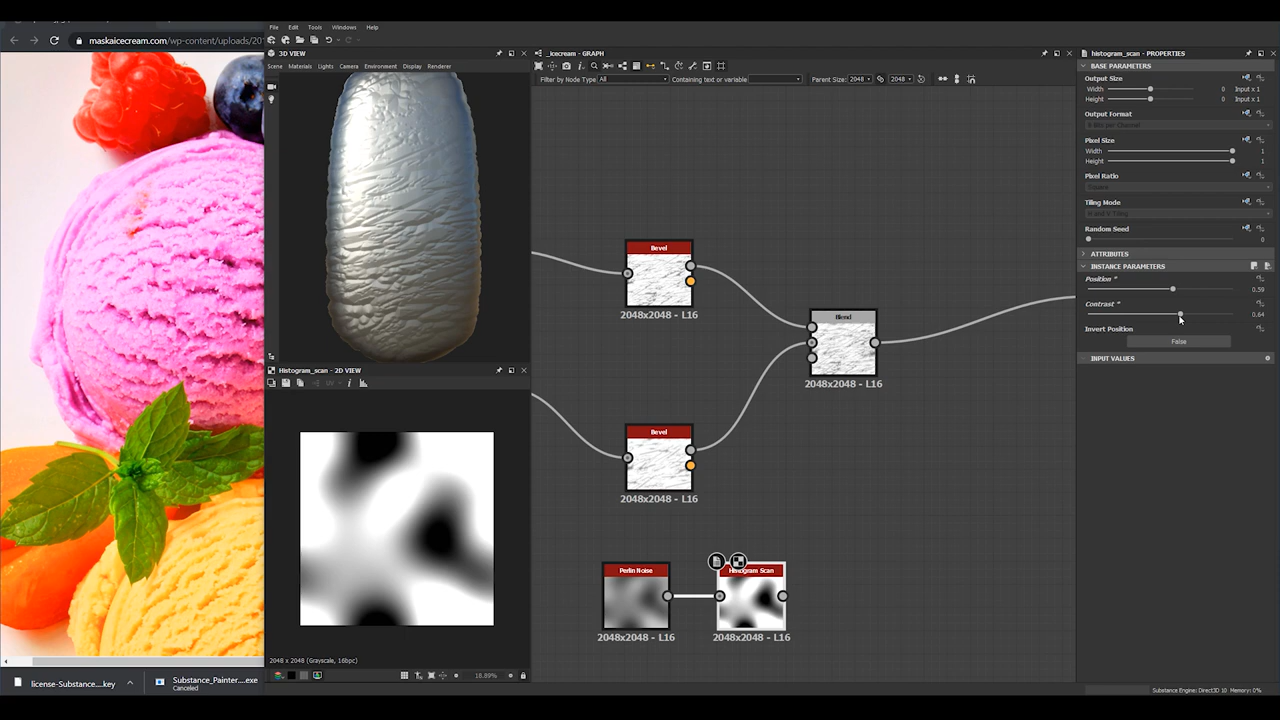 maskaicecream.com/wp-content/uploads/201
license-Substance....key
Substance_Painter....exe
Canceled
File Edit Tools Windows Help
3D VIEW
Scene Materials Lights Camera Environment Display Renderer
Histogram_scan - 2D VIEW
2048 x 2048 (Grayscale, 16bpc)
18.89%
_icecream - GRAPH
Filter by Node Type All
Containing text or variable
Parent Size: 2048
2048
Bevel
2048x2048 - L16
Blend
2048x2048 - L16
Bevel
2048x2048 - L16
Perlin Noise
2048x2048 - L16
Histogram Scan
2048x2048 - L16
histogram_scan - PROPERTIES
BASE PARAMETERS
Output Size
Width 0 Input x 1
Height 0 Input x 1
Output Format
Pixel Size
Width 1
Height 1
Pixel Ratio
Square
Tiling Mode
H and V Tiling
Random Seed
0
ATTRIBUTES
INSTANCE PARAMETERS
Position *
0.59
Contrast *
0.64
Invert Position
False
INPUT VALUES
Substance Engine: Direct3D 10 Memory: 0%